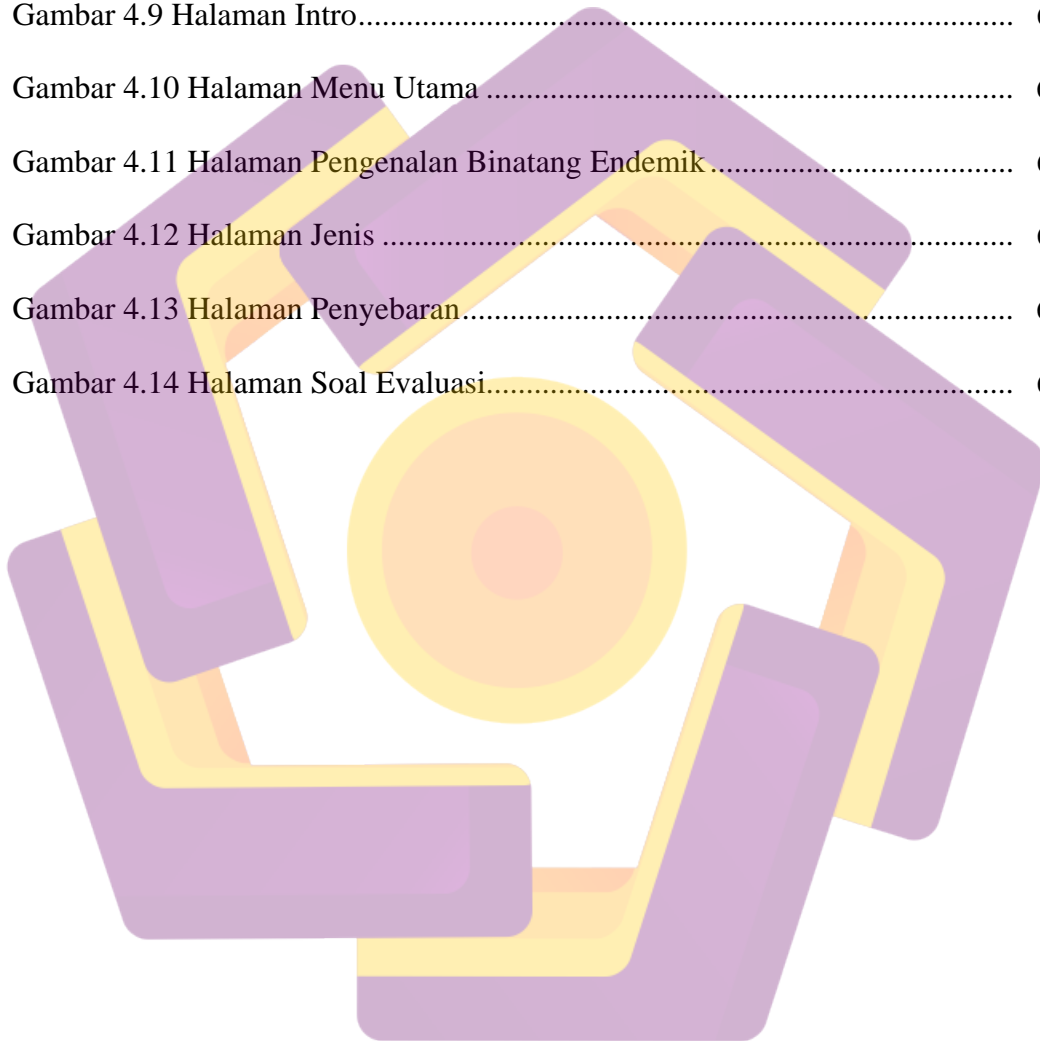 Gambar 4.9 Halaman Intro....................................................................................
Gambar 4.10 Halaman Menu Utama ....................................................................
Gambar 4.11 Halaman Pengenalan Binatang Endemik.......................................
Gambar 4.12 Halaman Jenis .................................................................................
Gambar 4.13 Halaman Penyebaran.......................................................................
Gambar 4.14 Halaman Soal Evaluasi....................................................................